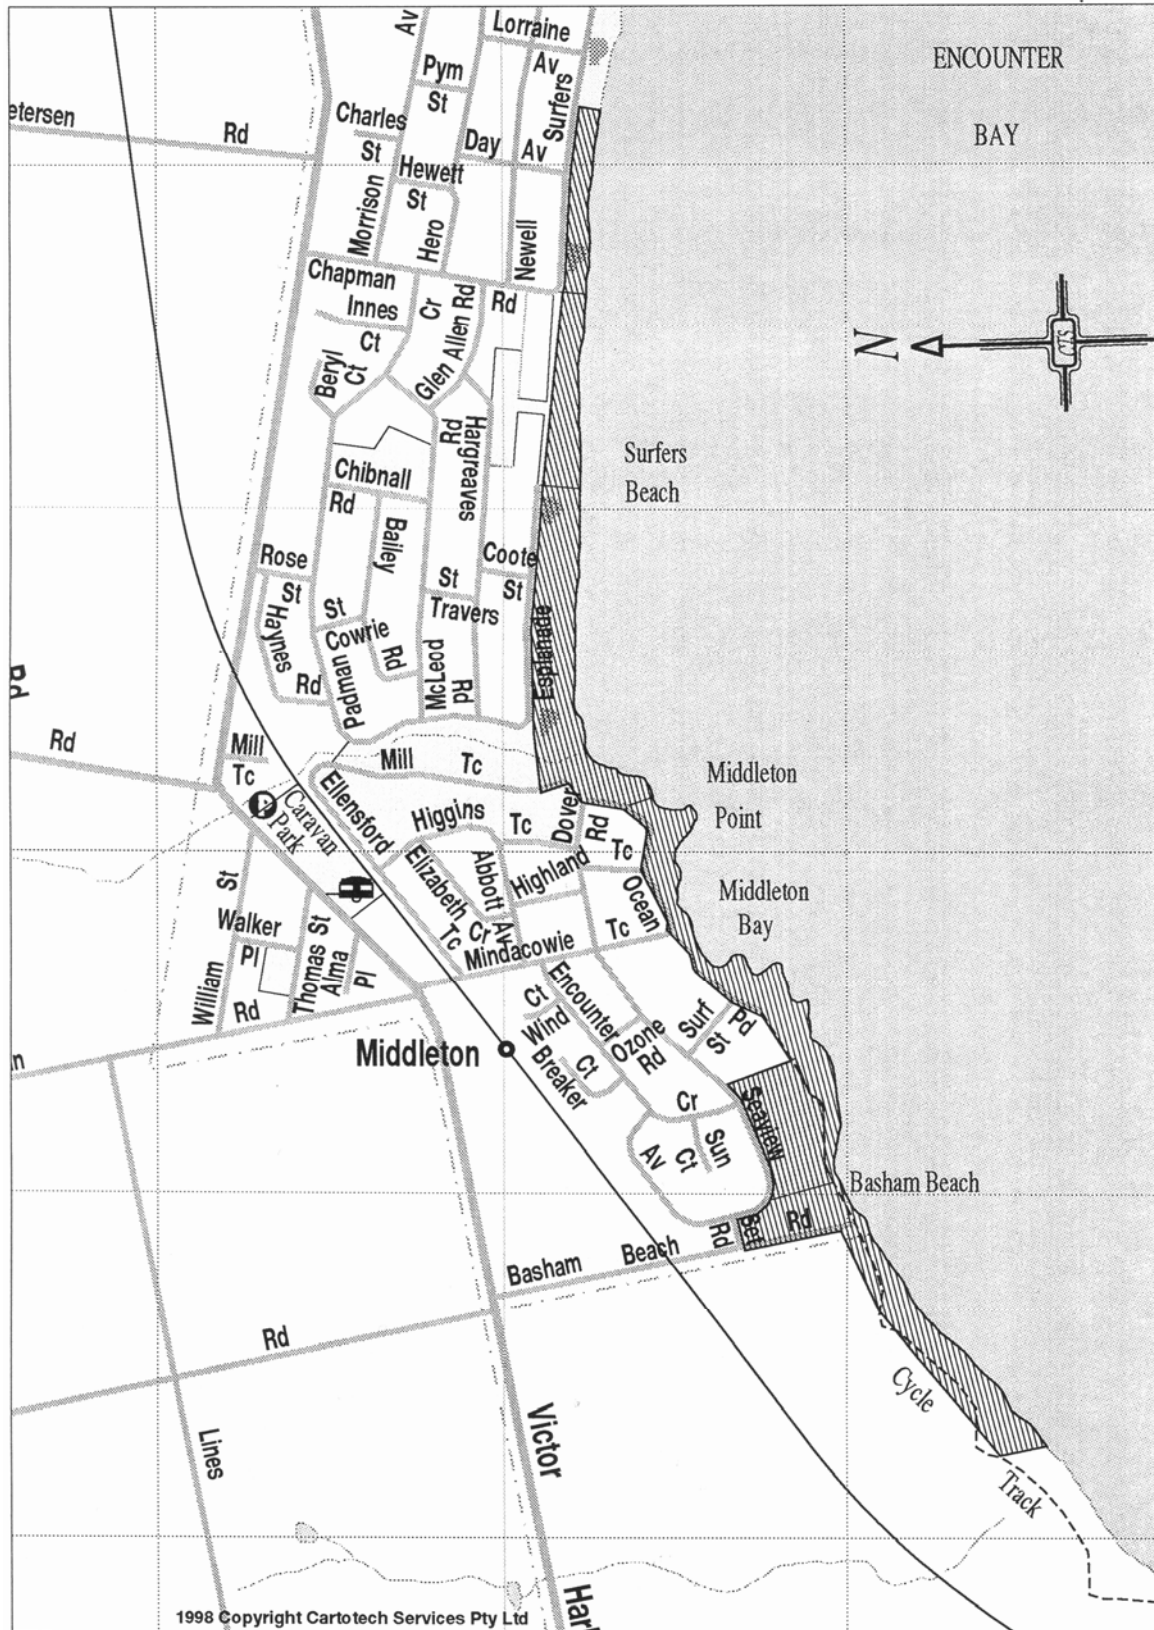 Av
Lorraine
ENCOUNTER
BAY
Pym
St
Av
Surfers
etersen
Rd
Charles
St
Day
Av
Hewett
St
Morrison
Hero
Newell
Chapman
Rd
Innes
Ct
Cr
Glen Allen Rd
Beryl
Ct
N
Surfers
Beach
Rd
Hargreaves
Chibnall
Rd
Bailey
Rose
St
Coote
St
St
Haynes
St
Travers
Cowrie
Esplanade
Rd
Padman
Rd
McLeod
Rd
Rd
Rd
Mill
Tc
Mill
Tc
Middleton
Point
Ellensford
Caravan
Park
Higgins
Tc
Dover
Rd
Tc
Elizabeth
Abbott
Highland
Ocean
Middleton
Bay
St
Walker
Pl
St
Thomas
Alma
Pl
William
Rd
Cr
Tc
Av
Mindacowie
Tc
H
Encounter
Ct
Wind
Surf
St
Pd
Ozone
Rd
Middleton
n
Breaker
Ct
Cr
Seaview
Sun
Ct
Av
Basham Beach
Rd
Rd
Bet
Basham
Beach
Rd
Cycle
Track
Lines
Victor
Har
1998 Copyright Cartotech Services Pty Ltd